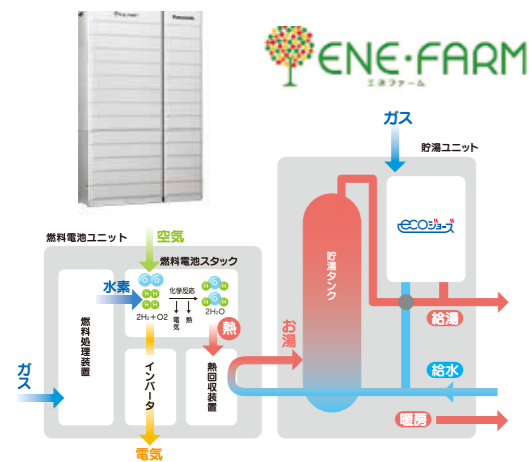 Panasonic
ENE・FARM
エネファーム
ガス
貯湯ユニット
燃料電池ユニット
空気
燃料電池スタック
ecoジョーズ
水素
化学反応
H H
H H
2H₂+O2
電気
熱
O O
H H
H H
2H₂O
貯湯タンク
熱
お湯
給湯
燃料処理装置
インバータ
熱回収装置
ガス
給水
暖房
電気